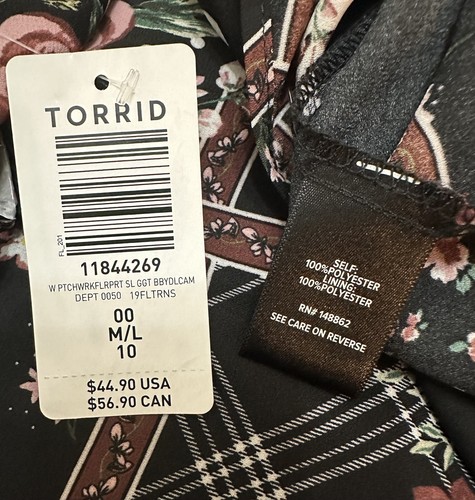 TORRID
FL_201
11844269
W PTCHWRKFLRPRT SL GGT BBYDLCAM
DEPT 0050 19FLTRNS
00
M/L
10
$44.90 USA
$56.90 CAN
SELF:
100%POLYESTER
LINING:
100%POLYESTER
RN# 148862
SEE CARE ON REVERSE